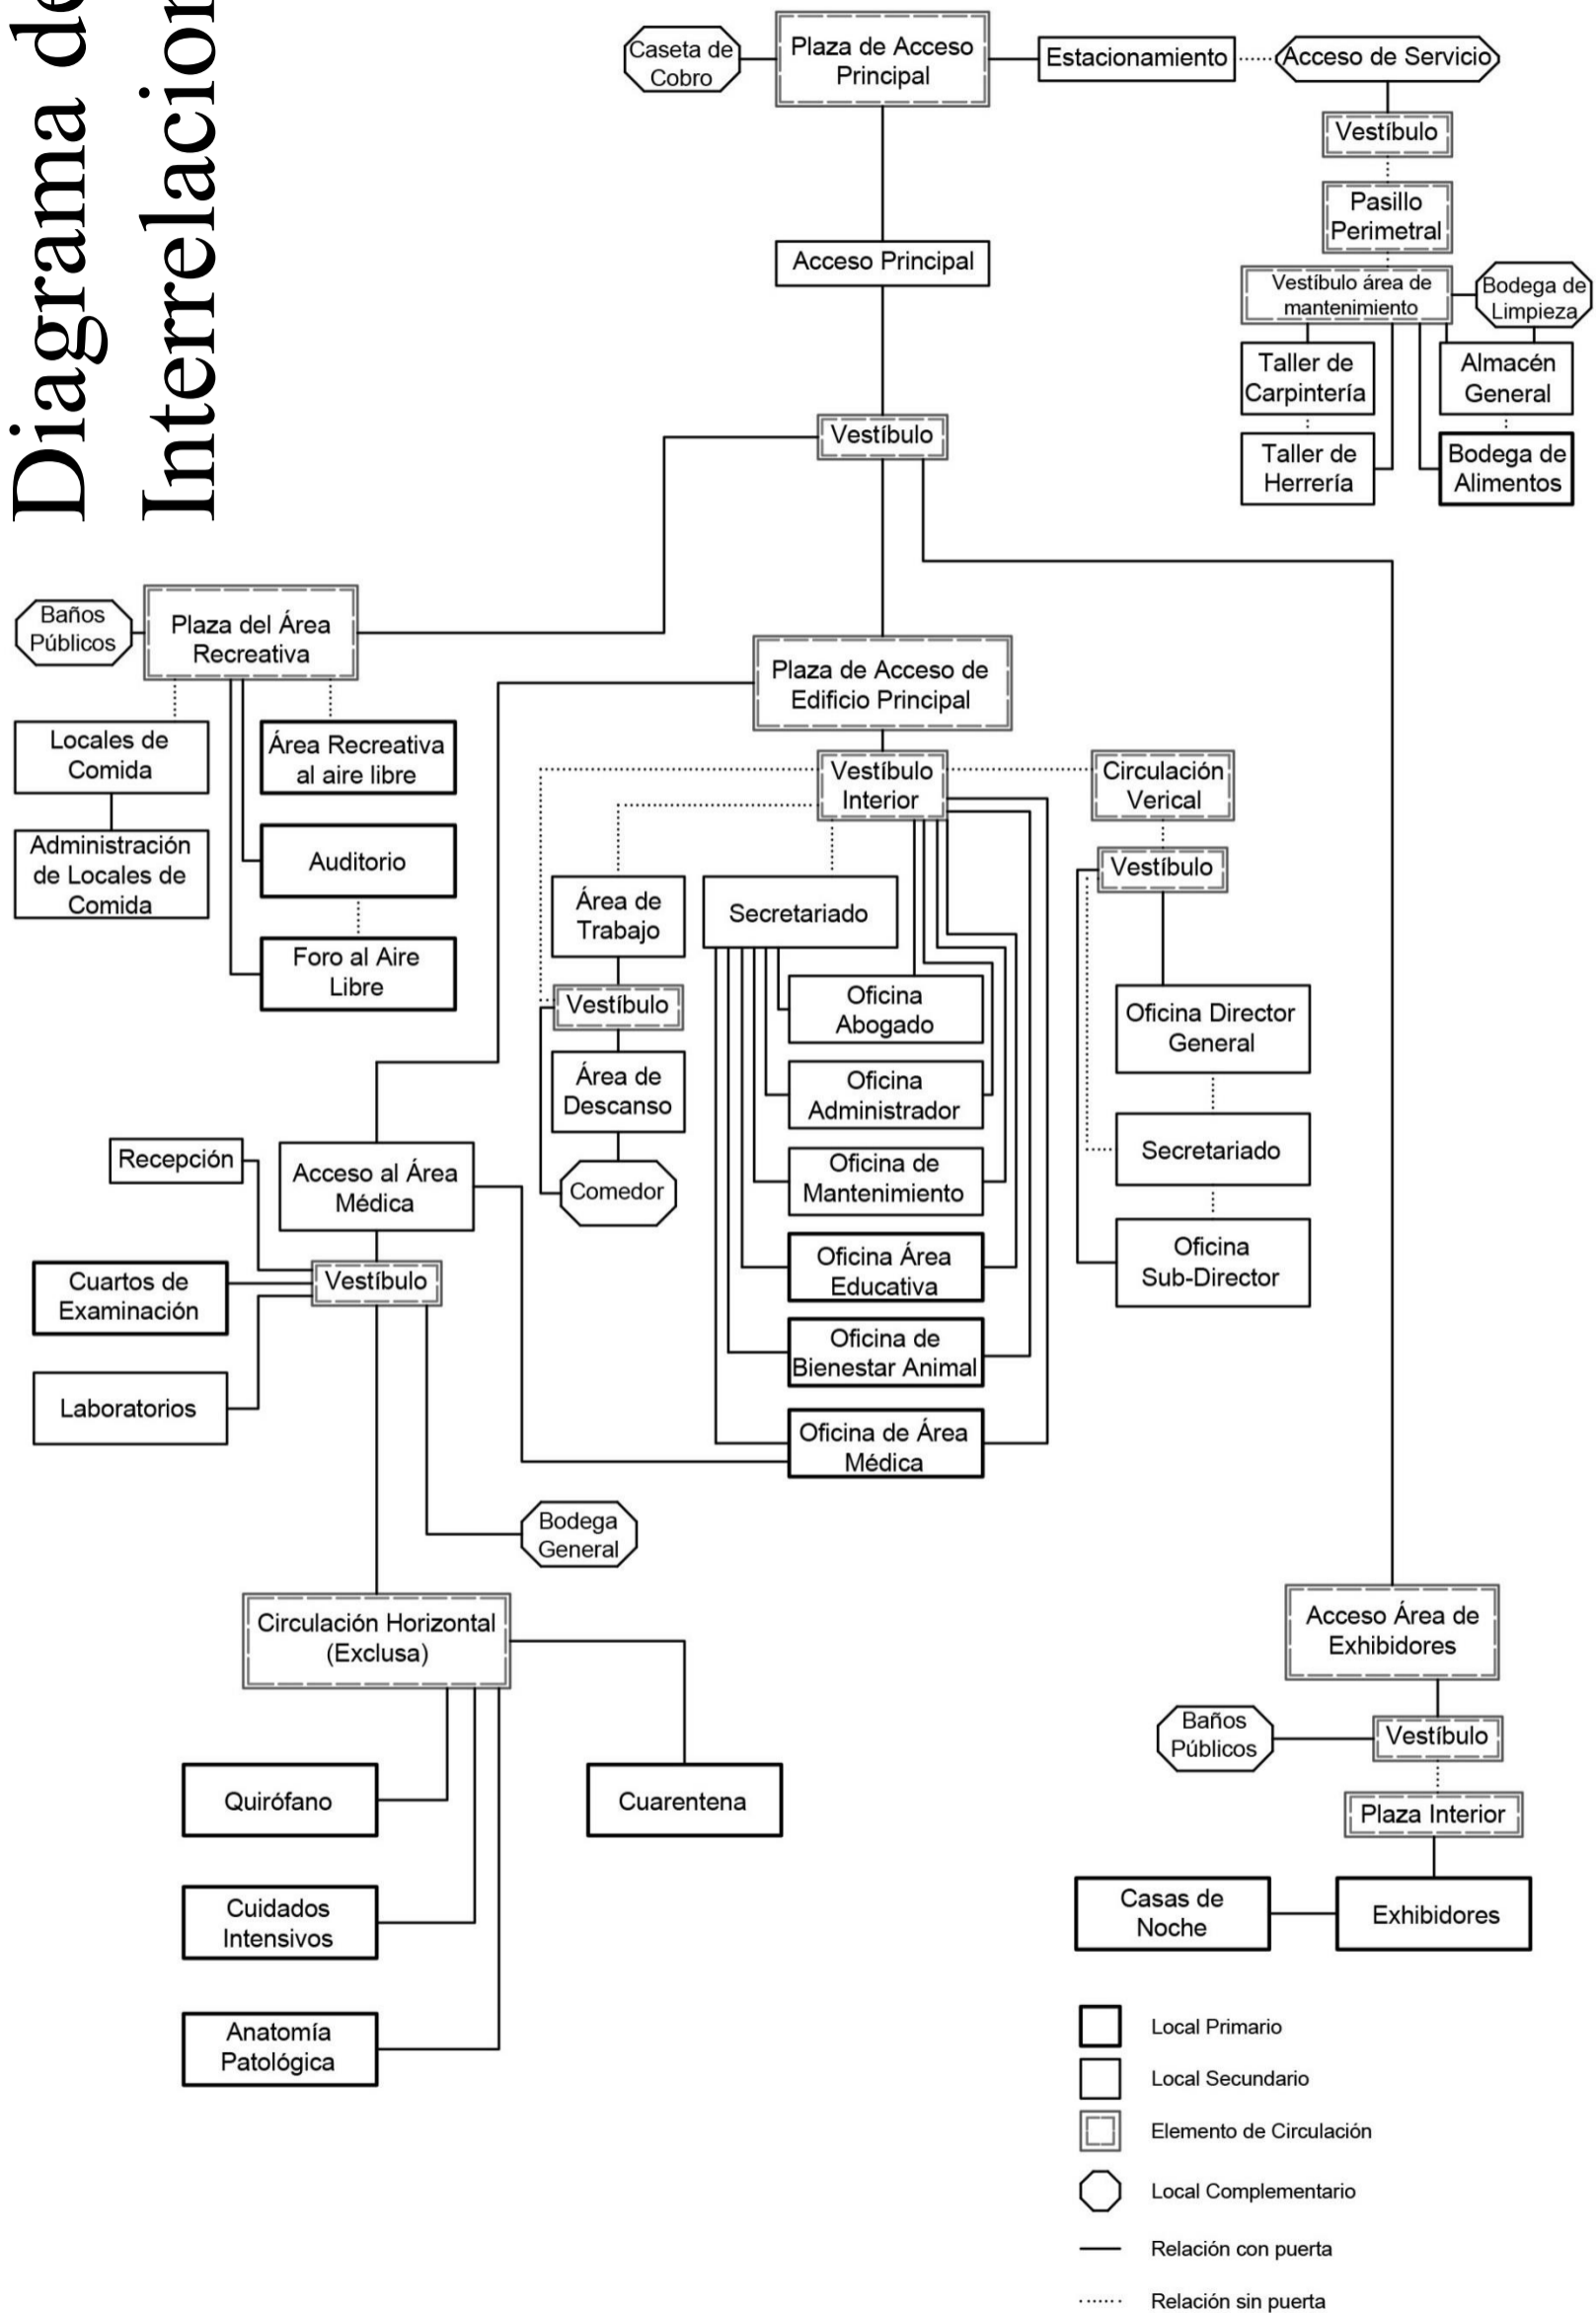 Diagrama de
Interrelacion
Caseta de
Cobro
Plaza de Acceso
Principal
Estacionamiento
Acceso de Servicio
Vestíbulo
Pasillo
Perimetral
Acceso Principal
Vestíbulo área de
mantenimiento
Bodega de
Limpieza
Taller de
Carpintería
Almacén
General
Vestíbulo
Taller de
Herrería
Bodega de
Alimentos
Baños
Públicos
Plaza del Área
Recreativa
Plaza de Acceso de
Edificio Principal
Locales de
Comida
Área Recreativa
al aire libre
Vestíbulo
Interior
Circulación
Verical
Administración
de Locales de
Comida
Auditorio
Vestíbulo
Área de
Trabajo
Secretariado
Foro al Aire
Libre
Vestíbulo
Oficina
Abogado
Oficina Director
General
Área de
Descanso
Oficina
Administrador
Recepción
Acceso al Área
Médica
Comedor
Oficina de
Mantenimiento
Secretariado
Cuartos de
Examinación
Vestíbulo
Oficina Área
Educativa
Oficina
Sub-Director
Oficina de
Bienestar Animal
Laboratorios
Oficina de Área
Médica
Bodega
General
Circulación Horizontal
(Exclusa)
Acceso Área de
Exhibidores
Baños
Públicos
Vestíbulo
Quirófano
Cuarentena
Plaza Interior
Cuidados
Intensivos
Casas de
Noche
Exhibidores
Anatomía
Patológica
Local Primario
Local Secundario
Elemento de Circulación
Local Complementario
Relación con puerta
Relación sin puerta